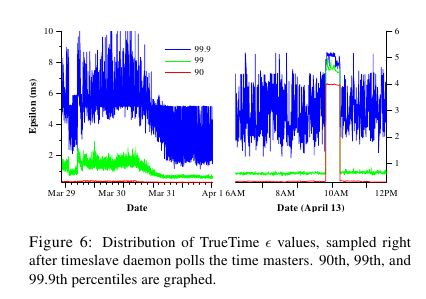 10
8
6
4
2
Epsilon (ms)
99.9
99
90
Mar 29
Mar 30
Mar 31
Apr 1
Date
6
5
4
3
2
1
6AM
8AM
10AM
12PM
Date (April 13)
Figure 6: Distribution of TrueTime ϵ values, sampled right
after timeslave daemon polls the time masters. 90th, 99th, and
99.9th percentiles are graphed.